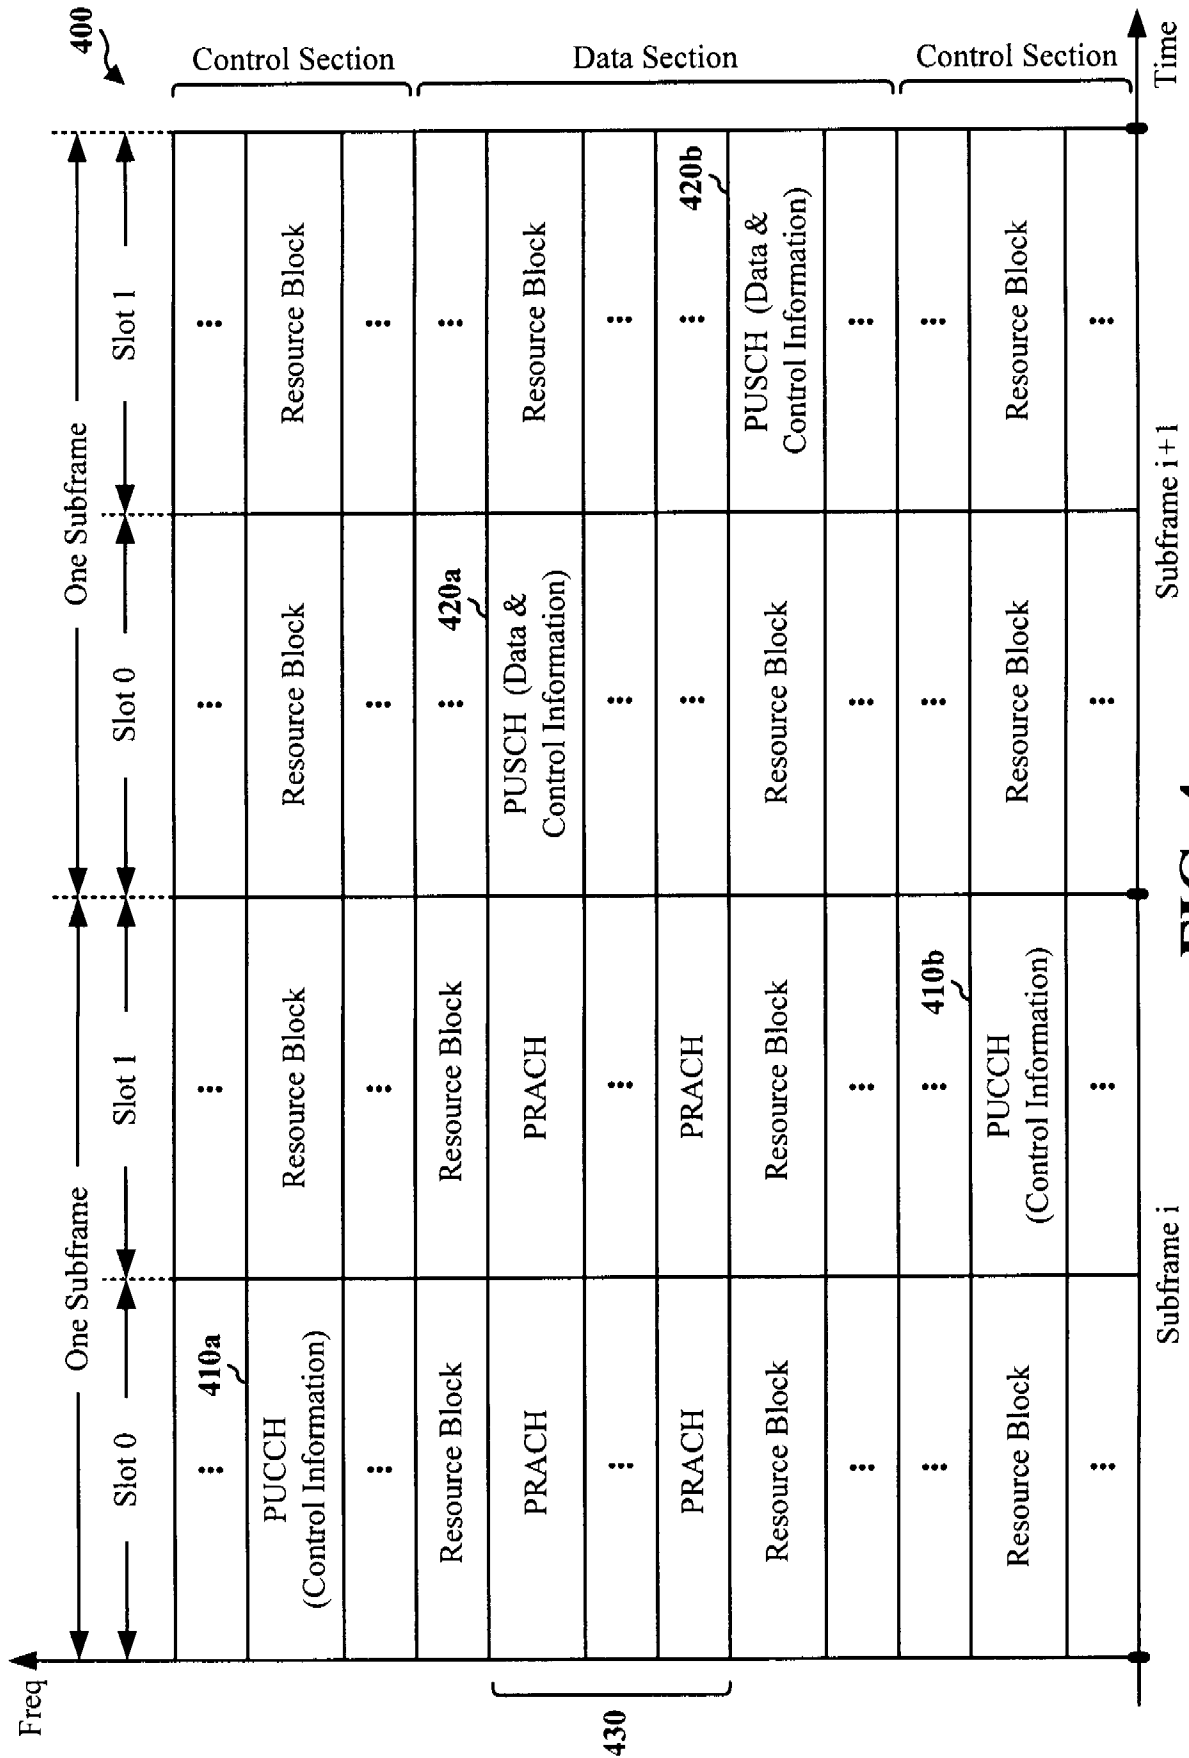 400
Freq
One Subframe
One Subframe
Slot 0
Slot 1
Slot 0
Slot 1
... 410a
...
...
...
PUCCH
(Control Information)
Resource Block
Resource Block
Resource Block
...
...
...
...
Control Section
Resource Block
Resource Block
... 420a
...
PRACH
PRACH
PUSCH (Data &
Control Information)
Resource Block
430
...
...
...
...
PRACH
PRACH
...
... 420b
Resource Block
Resource Block
Resource Block
PUSCH (Data &
Control Information)
...
...
...
...
Data Section
...
... 410b
...
...
Resource Block
PUCCH
(Control Information)
Resource Block
Resource Block
...
...
...
...
Control Section
Subframe i
Subframe i + 1
Time
FIG. 4